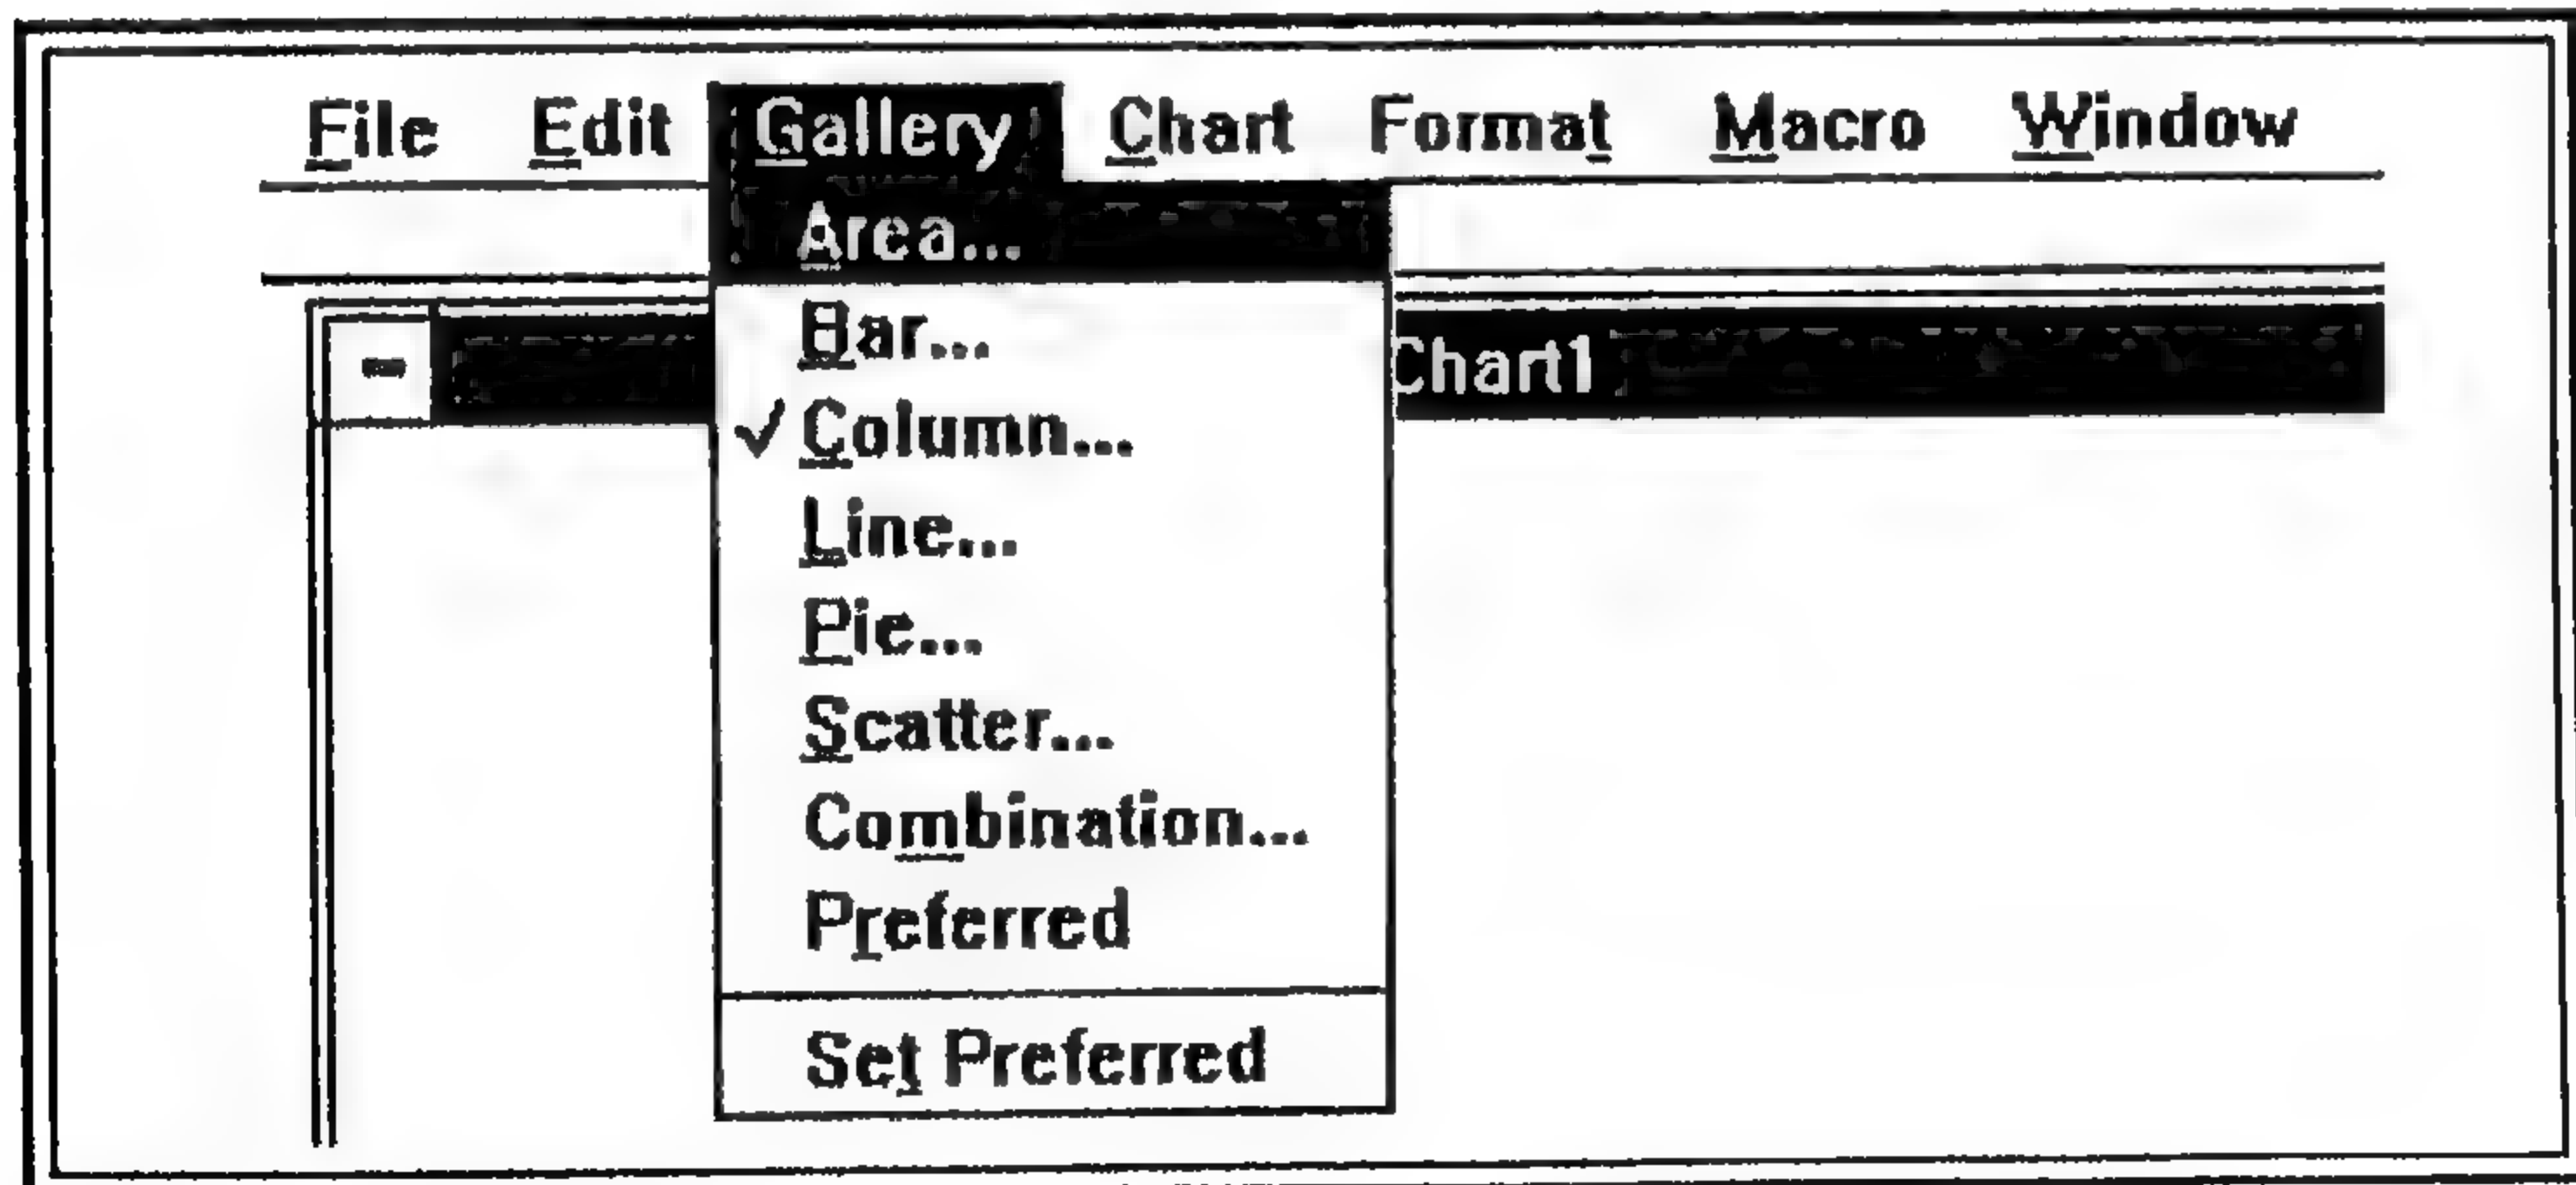 File Edit Gallery Chart Format Macro Window
Area...
Bar...
Chart1
✓ Column...
Line...
Pie...
Scatter...
Combination...
Preferred
Set Preferred